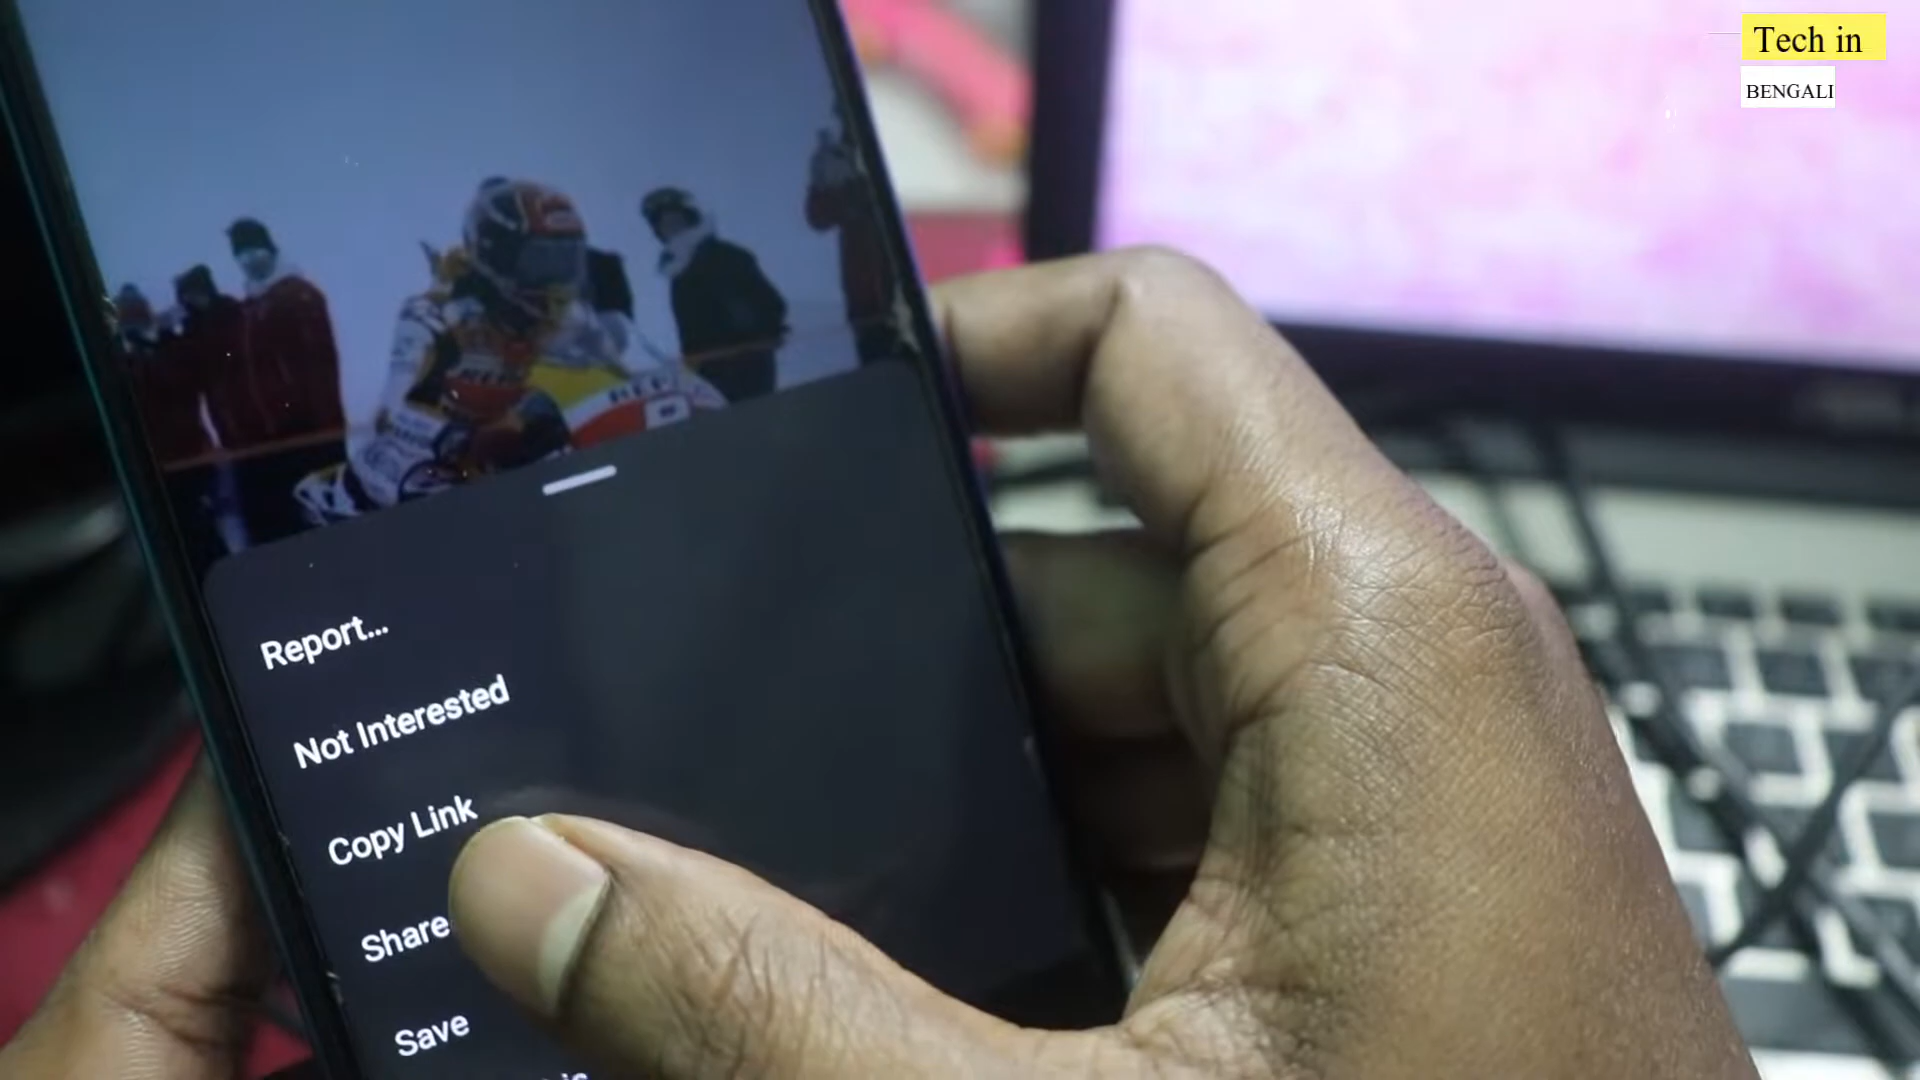 Tech in
BENGALI
Report...
Not Interested
Copy Link
Share
Save